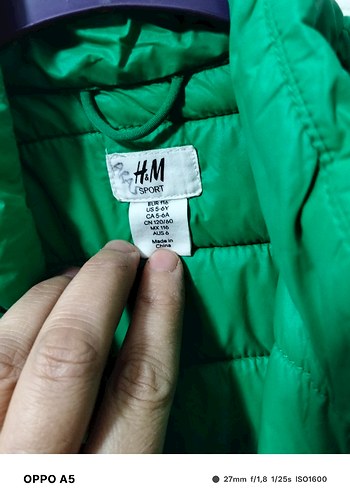 H&M
SPORT
EUR 116
US 5-6Y
CA 5-6A
CN 120/60
MX 116
AUS 6
Made in
China
OPPO A5
27mm f/1,8 1/25s ISO1600